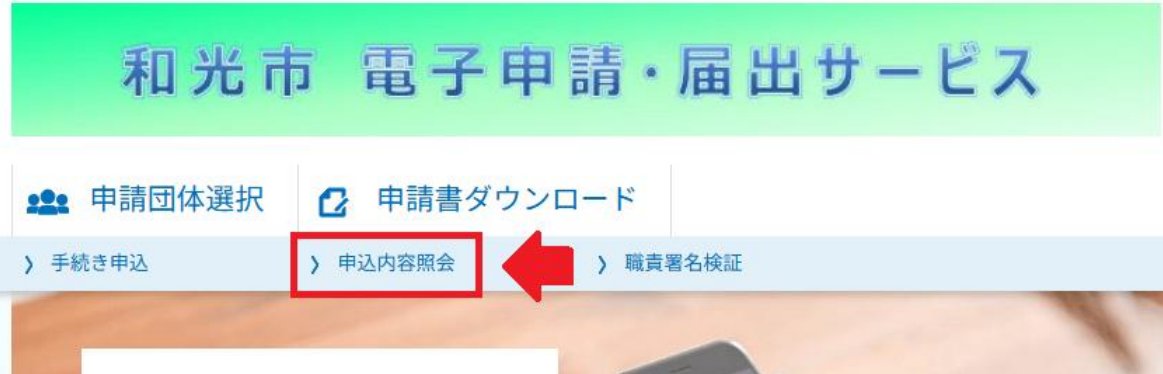 和光市 電子申請・届出サービス
申請団体選択 申請書ダウンロード
手続き申込 申込内容照会 職責署名検証